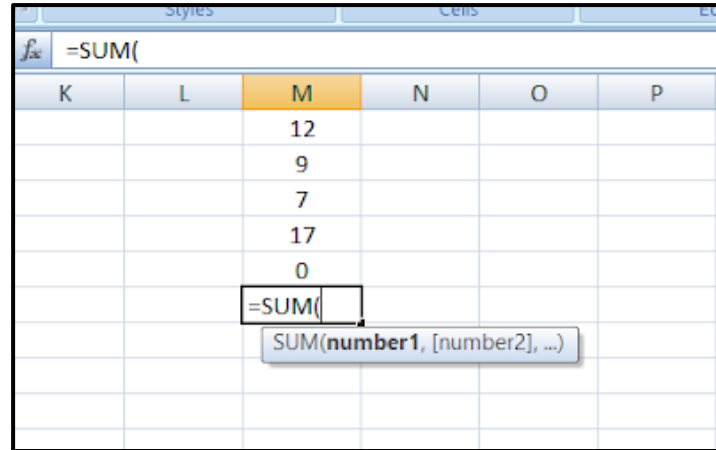 Styles Cells
fx =SUM(
K L M N O P
12
9
7
17
0
=SUM(
SUM(number1, [number2], ...)